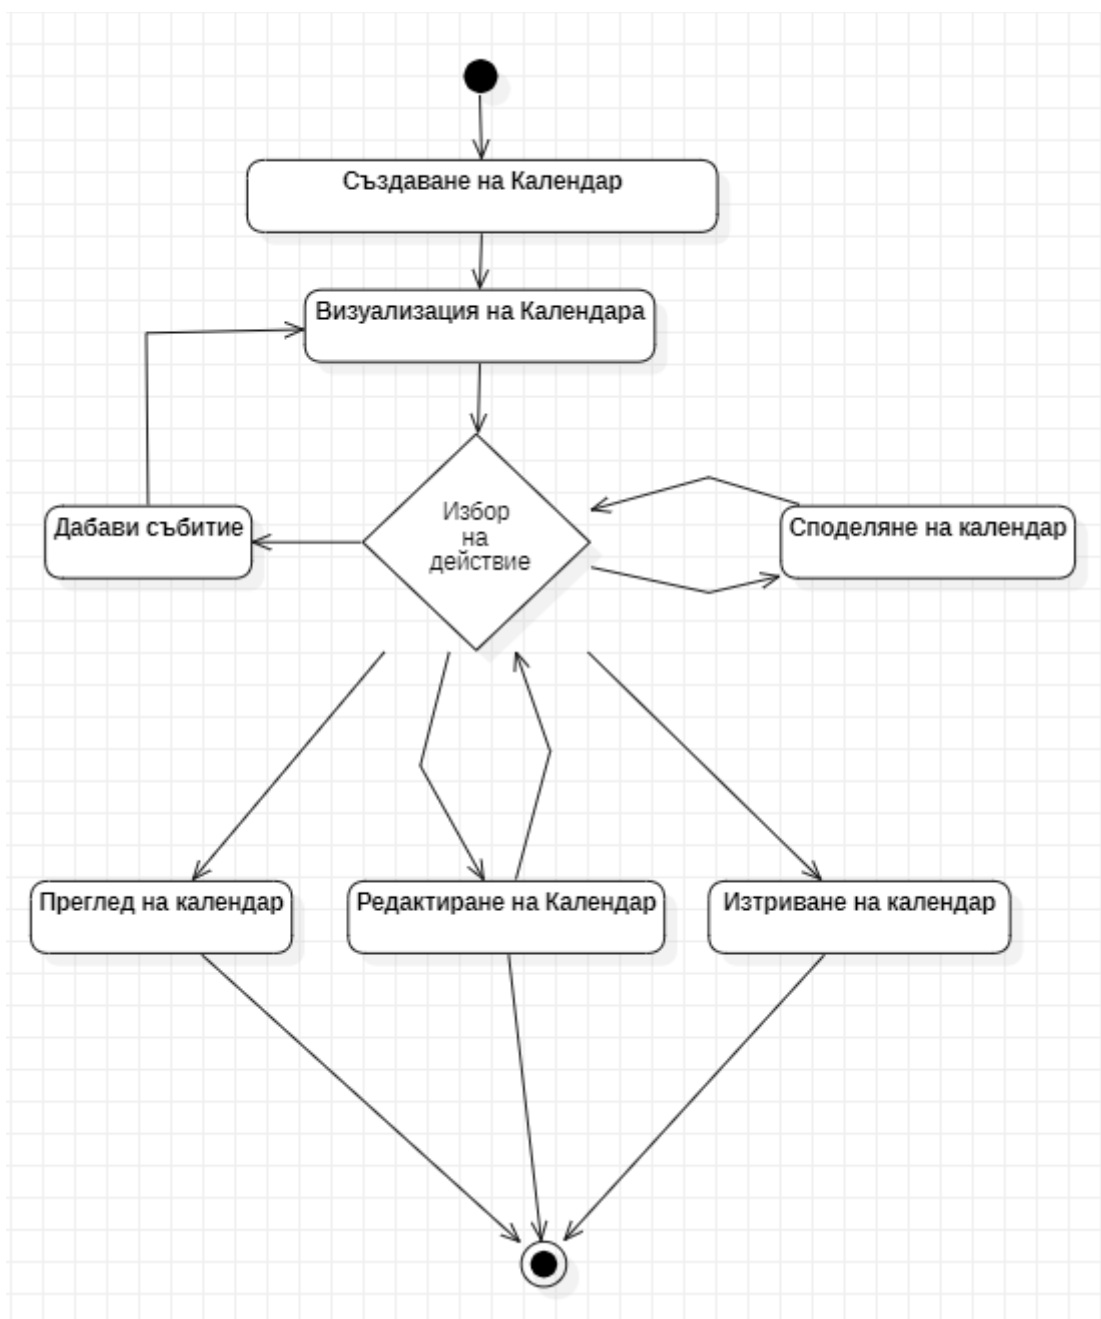 Създаване на Календар
Визуализация на Календара
Избор
на
действие
Дабави събитие
Споделяне на календар
Преглед на календар
Редактиране на Календар
Изтриване на календар